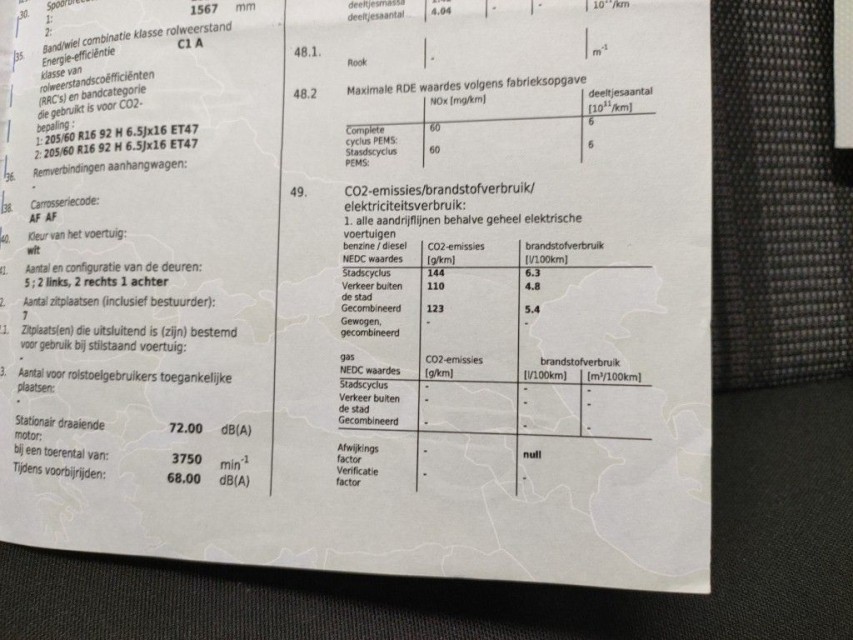 30.
1: 1567 mm
2:
35. Band/wiel combinatie klasse rolweerstand
Energie-efficiëntie C1 A
klasse van
rolweerstandscoëfficiënten
(RRC's) en bandcategorie
die gebruikt is voor CO2-
bepaling :
1: 205/60 R16 92 H 6.5Jx16 ET47
2: 205/60 R16 92 H 6.5Jx16 ET47
36. Remverbindingen aanhangwagen:
-
38. Carrosseriecode:
AF AF
40. Kleur van het voertuig:
wit
Aantal en configuratie van de deuren:
5 ; 2 links, 2 rechts 1 achter
Aantal zitplaatsen (inclusief bestuurder):
7
Zitplaats(en) die uitsluitend is (zijn) bestemd
voor gebruik bij stilstaand voertuig:
-
Aantal voor rolstoelgebruikers toegankelijke
plaatsen:
-
Stationair draaiende 72.00 dB(A)
motor:
bij een toerental van: 3750 min-1
Tijdens voorbijrijden: 68.00 dB(A)
deeltjesmassa - -
deeltjesaantal 4.04
48.1.
Rook - m-1
48.2 Maximale RDE waardes volgens fabrieksopgave
NOx [mg/km] deeltjesaantal
[10¹¹/km]
Complete 60 6
cyclus PEMS:
Stasdscyclus 60 6
PEMS:
49. CO2-emissies/brandstofverbruik/
elektriciteitsverbruik:
1. alle aandrijflijnen behalve geheel elektrische
voertuigen
benzine / diesel CO2-emissies brandstofverbruik
NEDC waardes [g/km] [l/100km]
Stadscyclus 144 6.3
Verkeer buiten 110 4.8
de stad
Gecombineerd 123 5.4
Gewogen, - -
gecombineerd
gas CO2-emissies brandstofverbruik
NEDC waardes [g/km] [l/100km] [m³/100km]
Stadscyclus - - -
Verkeer buiten - - -
de stad
Gecombineerd - - -
Afwijkings - null
factor
Verificatie - -
factor